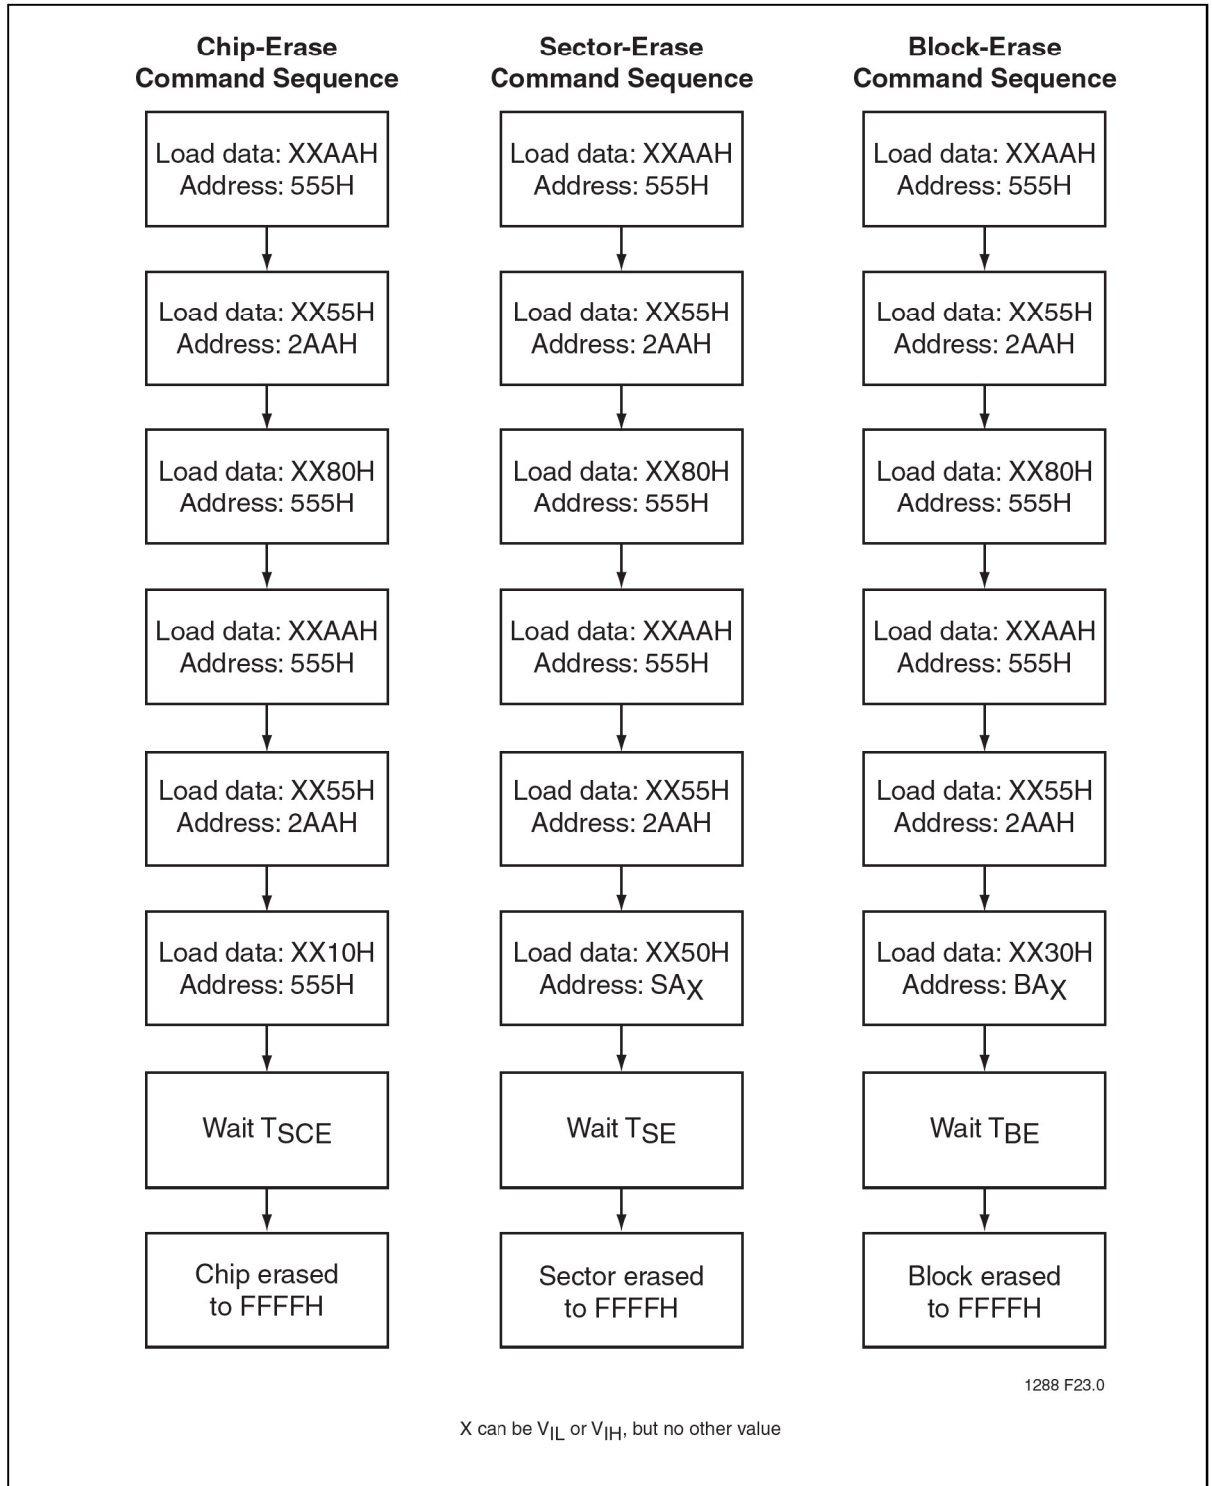 Chip-Erase
Command Sequence
Load data: XXAAH
Address: 555H
Load data: XX55H
Address: 2AAH
Load data: XX80H
Address: 555H
Load data: XXAAH
Address: 555H
Load data: XX55H
Address: 2AAH
Load data: XX10H
Address: 555H
Wait TSCE
Chip erased
to FFFFH
Sector-Erase
Command Sequence
Load data: XXAAH
Address: 555H
Load data: XX55H
Address: 2AAH
Load data: XX80H
Address: 555H
Load data: XXAAH
Address: 555H
Load data: XX55H
Address: 2AAH
Load data: XX50H
Address: SAX
Wait TSE
Sector erased
to FFFFH
Block-Erase
Command Sequence
Load data: XXAAH
Address: 555H
Load data: XX55H
Address: 2AAH
Load data: XX80H
Address: 555H
Load data: XXAAH
Address: 555H
Load data: XX55H
Address: 2AAH
Load data: XX30H
Address: BAX
Wait TBE
Block erased
to FFFFH
1288 F23.0
X can be VIL or VIH, but no other value